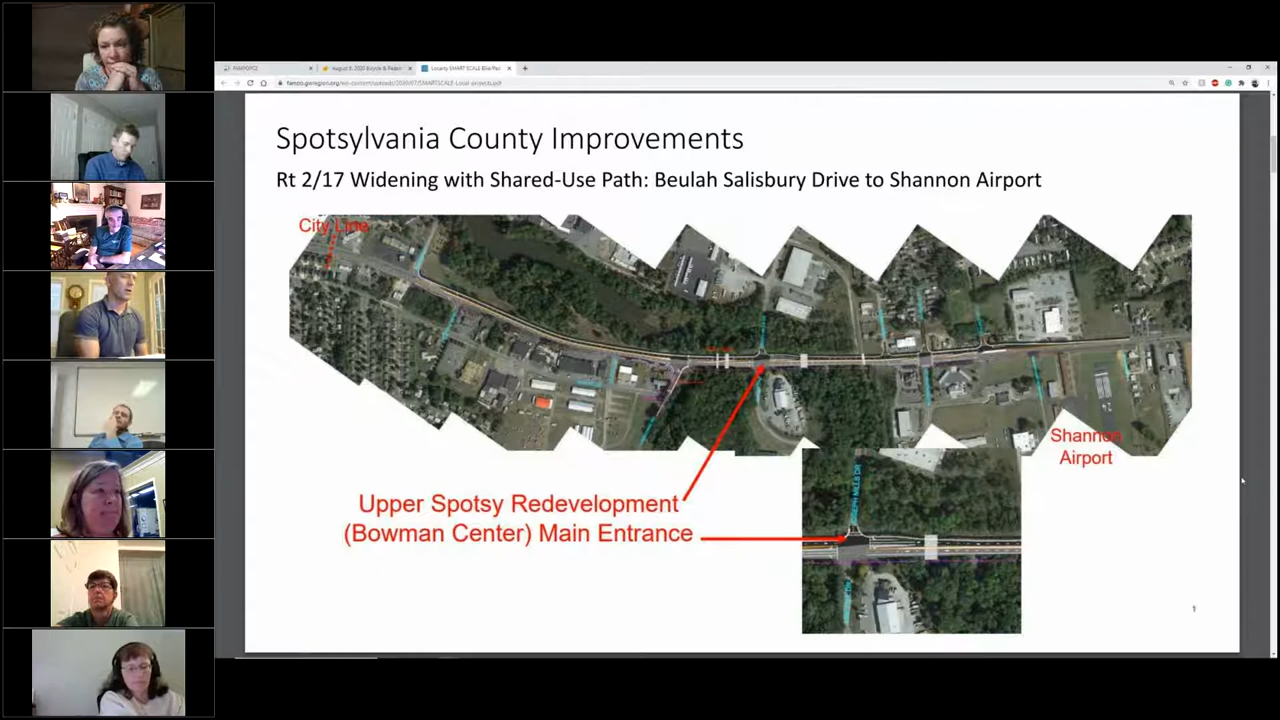 Spotsylvania County Improvements
Rt 2/17 Widening with Shared-Use Path: Beulah Salisbury Drive to Shannon Airport
City Line
Shannon
Airport
Upper Spotsy Redevelopment
(Bowman Center) Main Entrance
1